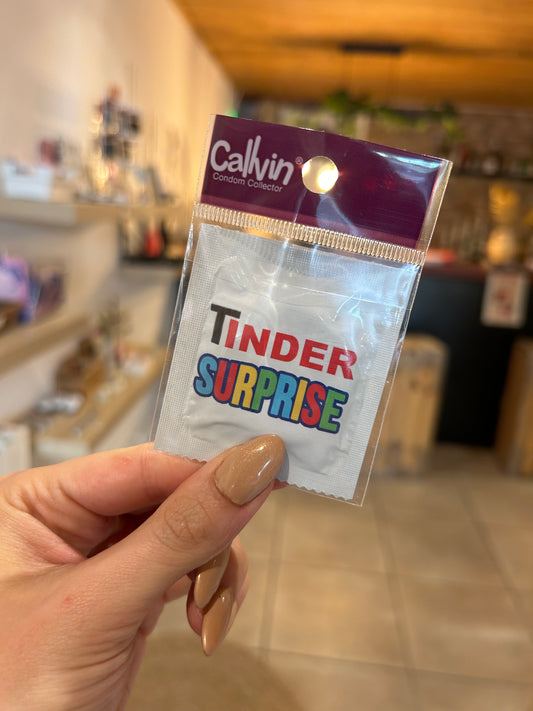 Callvin®
Condom Collector
TINDER
SURPRISE